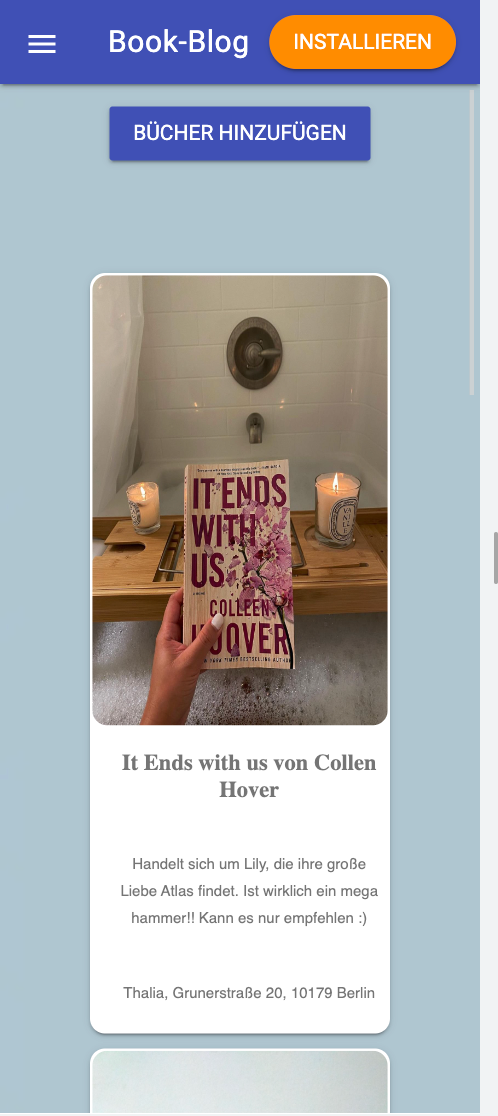 Book-Blog
INSTALLIEREN
BÜCHER HINZUFÜGEN
IT ENDS
WITH
US
COLLEEN
HOOVER
It Ends with us von Collen
Hover
Handelt sich um Lily, die ihre große
Liebe Atlas findet. Ist wirklich ein mega
hammer!! Kann es nur empfehlen :)
Thalia, Grunerstraße 20, 10179 Berlin